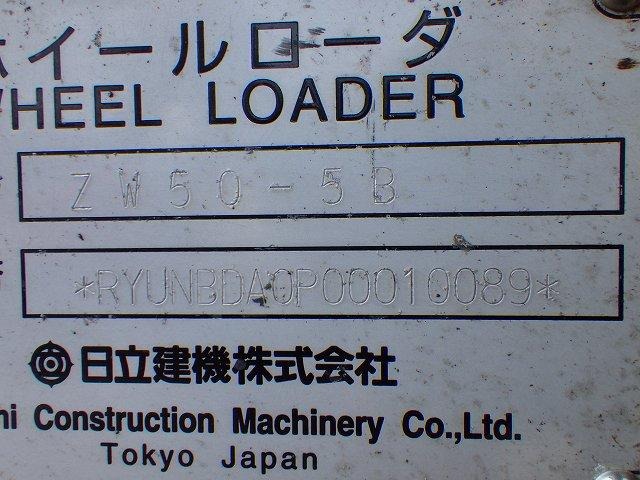 ホイールローダ
WHEEL LOADER
ZW50-5B
*RYUNBDA0P00010089*
日立建機株式会社
hi Construction Machinery Co.,Ltd.
Tokyo Japan